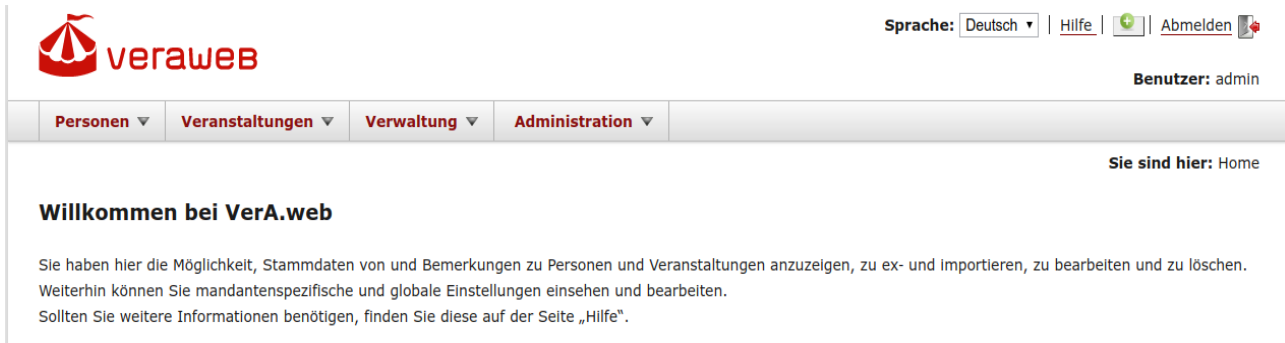 veraweb
Sprache: Deutsch | Hilfe | | Abmelden
Benutzer: admin
Personen Veranstaltungen Verwaltung Administration
Sie sind hier: Home
Willkommen bei VerA.web
Sie haben hier die Möglichkeit, Stammdaten von und Bemerkungen zu Personen und Veranstaltungen anzuzeigen, zu ex- und importieren, zu bearbeiten und zu löschen.
Weiterhin können Sie mandantenspezifische und globale Einstellungen einsehen und bearbeiten.
Sollten Sie weitere Informationen benötigen, finden Sie diese auf der Seite „Hilfe“.